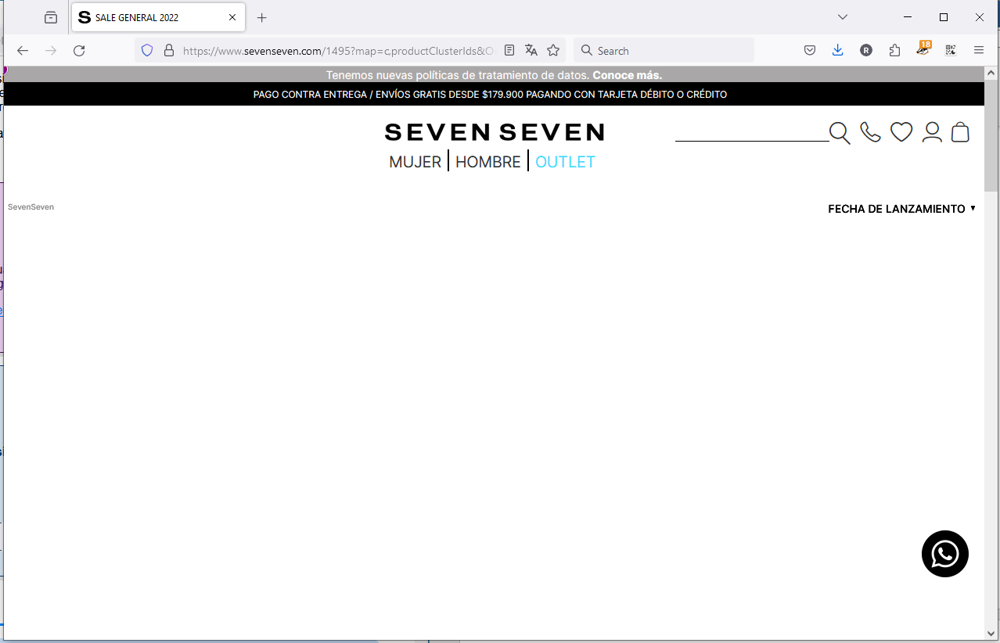 SALE GENERAL 2022
https://www.sevenseven.com/1495?map=c,productClusterIds&O=
Search
18
R
Tenemos nuevas políticas de tratamiento de datos. Conoce más.
PAGO CONTRA ENTREGA / ENVÍOS GRATIS DESDE $179.900 PAGANDO CON TARJETA DÉBITO O CRÉDITO
SEVEN SEVEN
MUJER | HOMBRE | OUTLET
SevenSeven
FECHA DE LANZAMIENTO ▼